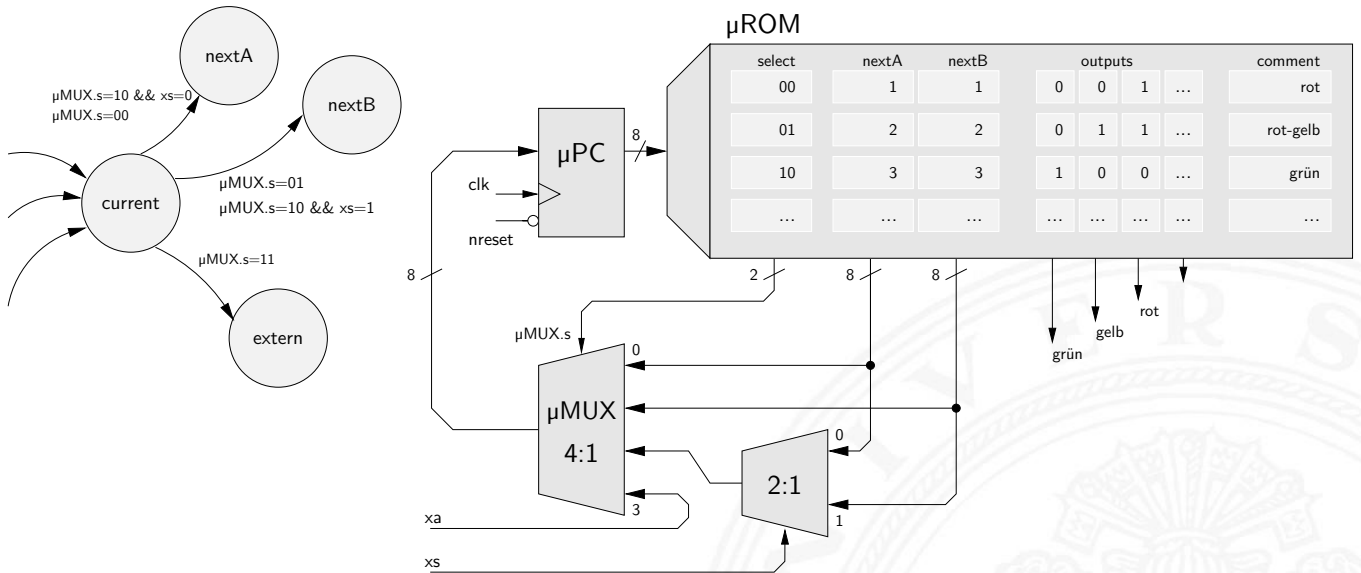 µROM
select nextA nextB outputs comment
00 1 1 0 0 1 ... rot
01 2 2 0 1 1 ... rot-gelb
10 3 3 1 0 0 ... grün
... ... ... ... ... ... ... ...
nextA
nextB
µMUX.s=10 && xs=0
µMUX.s=00
current
µMUX.s=01
µMUX.s=10 && xs=1
µMUX.s=11
extern
µPC
8
clk
nreset
8
2
8
8
µMUX.s
grün
gelb
rot
0
µMUX
4:1
3
0
2:1
1
xa
xs
I V E R S